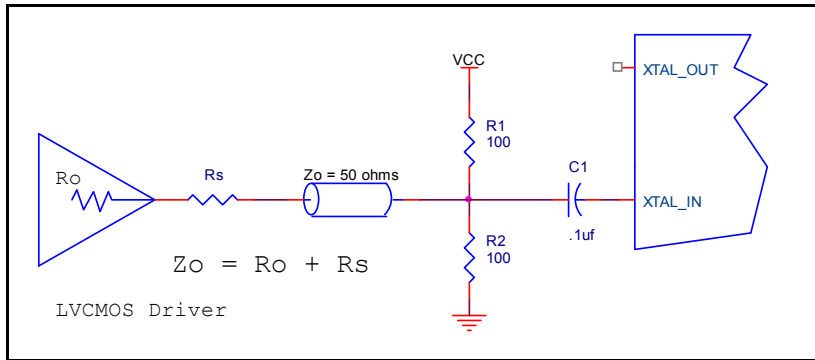 VCC
XTAL_OUT
R1
100
Ro
Rs
Zo = 50 ohms
C1
XTAL_IN
.1uf
R2
100
Zo = Ro + Rs
LVCMOS Driver